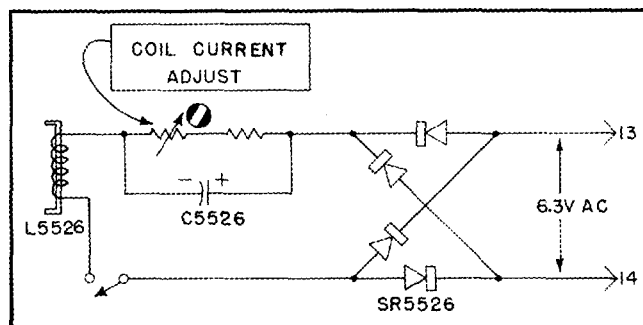 COIL CURRENT
ADJUST
13
- +
6.3V AC
L5526
C5526
14
SR5526